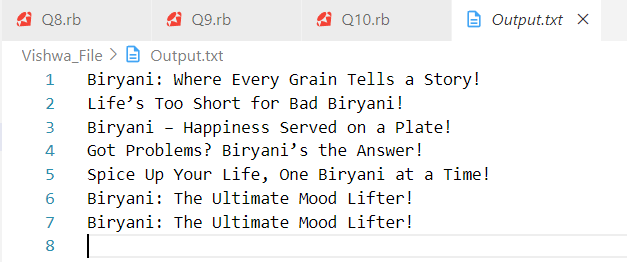 Q8.rb Q9.rb Q10.rb Output.txt
Vishwa_File > Output.txt
1 Biryani: Where Every Grain Tells a Story!
2 Life’s Too Short for Bad Biryani!
3 Biryani – Happiness Served on a Plate!
4 Got Problems? Biryani’s the Answer!
5 Spice Up Your Life, One Biryani at a Time!
6 Biryani: The Ultimate Mood Lifter!
7 Biryani: The Ultimate Mood Lifter!
8